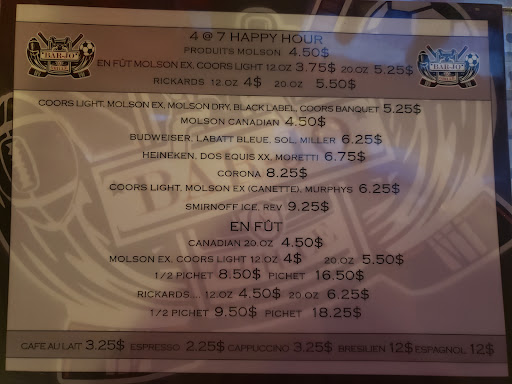 4 @ 7 HAPPY HOUR
PRODUITS MOLSON 4.50$
EN FÛT MOLSON EX, COORS LIGHT 12 OZ 3.75$ 20 OZ 5.25$
RICKARDS 12 OZ 4$ 20 OZ 5.50$
BAR-JO
BAR-JO
COORS LIGHT, MOLSON EX, MOLSON DRY, BLACK LABEL, COORS BANQUET 5.25$
MOLSON CANADIAN 4.50$
BUDWEISER, LABATT BLEUE, SOL, MILLER 6.25$
HEINEKEN, DOS EQUIS XX, MORETTI 6.75$
CORONA 8.25$
COORS LIGHT, MOLSON EX (CANETTE), MURPHYS 6.25$
SMIRNOFF ICE, REV 9.25$
EN FÛT
CANADIAN 20 OZ 4.50$
MOLSON EX, COORS LIGHT 12 OZ 4$ 20 OZ 5.50$
1/2 PICHET 8.50$ PICHET 16.50$
RICKARDS.... 12 OZ 4.50$ 20 OZ 6.25$
1/2 PICHET 9.50$ PICHET 18.25$
CAFE AU LAIT 3.25$ ESPRESSO 2.25$ CAPPUCCINO 3.25$ BRESILIEN 12$ ESPAGNOL 12$